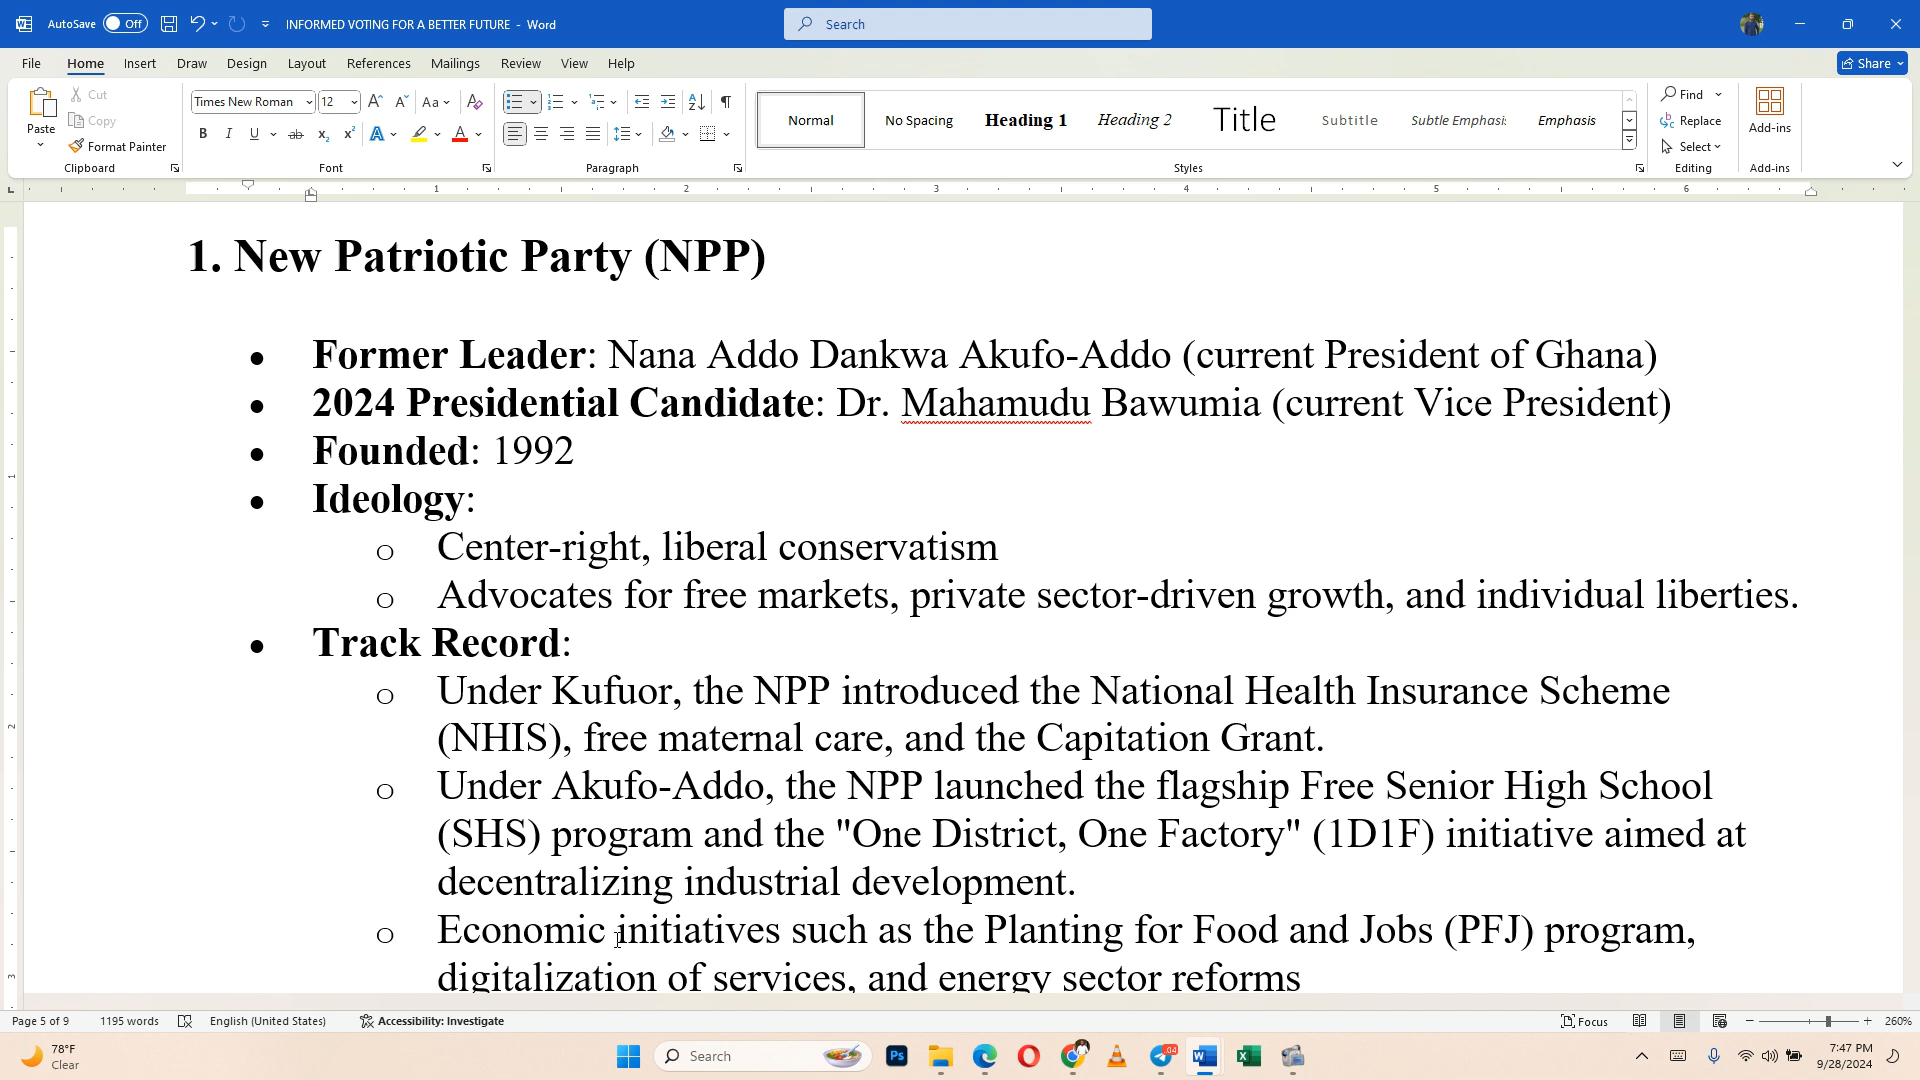 AutoSave Off INFORMED VOTING FOR A BETTER FUTURE - Word Search
File Home Insert Draw Design Layout References Mailings Review View Help Share
Paste Cut Copy Format Painter Clipboard
Times New Roman 12 Font
Paragraph
Normal No Spacing Heading 1 Heading 2 Title Subtitle Subtle Emphasis Emphasis Styles
Find Replace Select Editing
Add-ins Add-ins
1 2 3 4 5 6
1. New Patriotic Party (NPP)
• Former Leader: Nana Addo Dankwa Akufo-Addo (current President of Ghana)
• 2024 Presidential Candidate: Dr. Mahamudu Bawumia (current Vice President)
• Founded: 1992
• Ideology:
o Center-right, liberal conservatism
o Advocates for free markets, private sector-driven growth, and individual liberties.
• Track Record:
o Under Kufuor, the NPP introduced the National Health Insurance Scheme
(NHIS), free maternal care, and the Capitation Grant.
o Under Akufo-Addo, the NPP launched the flagship Free Senior High School
(SHS) program and the "One District, One Factory" (1D1F) initiative aimed at
decentralizing industrial development.
o Economic initiatives such as the Planting for Food and Jobs (PFJ) program,
digitalization of services, and energy sector reforms
Page 5 of 9 1195 words English (United States) Accessibility: Investigate Focus 260%
78°F
Clear
Search
7:47 PM
9/28/2024